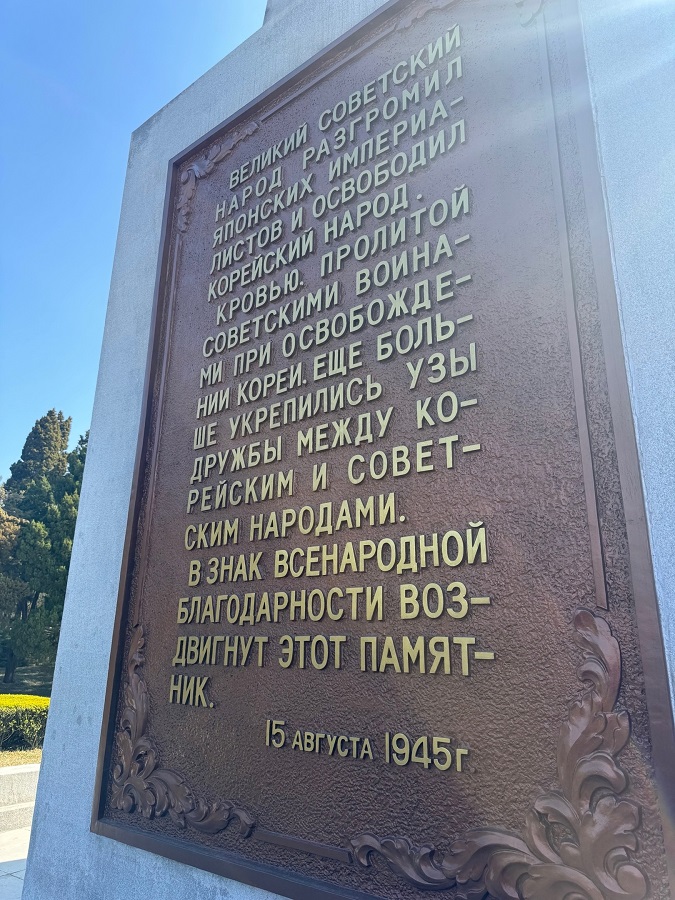 ВЕЛИКИЙ СОВЕТСКИЙ
НАРОД РАЗГРОМИЛ
ЯПОНСКИХ ИМПЕРИА-
ЛИСТОВ И ОСВОБОДИЛ
КОРЕЙСКИЙ НАРОД.
КРОВЬЮ. ПРОЛИТОЙ
СОВЕТСКИМИ ВОИНА-
МИ ПРИ ОСВОБОЖДЕ-
НИИ КОРЕИ. ЕЩЕ БОЛЬ-
ШЕ УКРЕПИЛИСЬ УЗЫ
ДРУЖБЫ МЕЖДУ КО-
РЕЙСКИМ И СОВЕТ-
СКИМ НАРОДАМИ.
В ЗНАК ВСЕНАРОДНОЙ
БЛАГОДАРНОСТИ ВОЗ-
ДВИГНУТ ЭТОТ ПАМЯТ-
НИК.
15 АВГУСТА 1945г